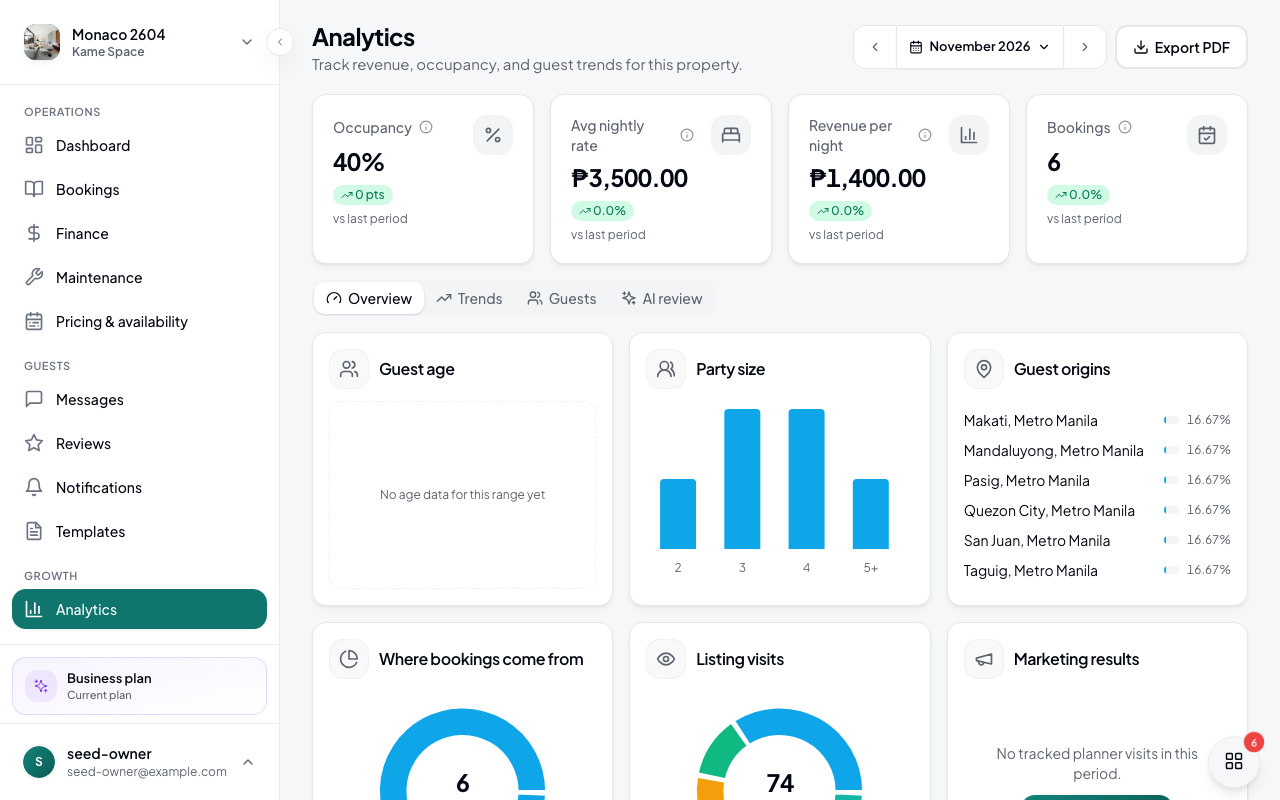 Monaco 2604
Kame Space
OPERATIONS
Dashboard
Bookings
Finance
Maintenance
Pricing & availability
GUESTS
Messages
Reviews
Notifications
Templates
GROWTH
Analytics
Business plan
Current plan
S
seed-owner
seed-owner@example.com
Analytics
Track revenue, occupancy, and guest trends for this property.
November 2026
Export PDF
Occupancy
40%
0 pts
vs last period
Avg nightly
rate
₱3,500.00
0.0%
vs last period
Revenue per
night
₱1,400.00
0.0%
vs last period
Bookings
6
0.0%
vs last period
Overview
Trends
Guests
AI review
Guest age
No age data for this range yet
Party size
2 3 4 5+
Guest origins
Makati, Metro Manila 16.67%
Mandaluyong, Metro Manila 16.67%
Pasig, Metro Manila 16.67%
Quezon City, Metro Manila 16.67%
San Juan, Metro Manila 16.67%
Taguig, Metro Manila 16.67%
Where bookings come from
6
Listing visits
74
Marketing results
No tracked planner visits in this
period.
6